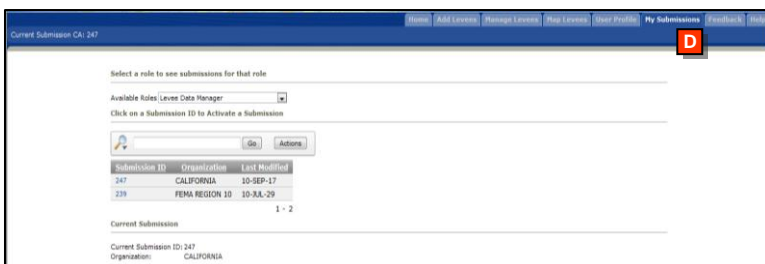 Home Add Levees Manage Levees Map Levees User Profile My Submissions Feedback Help
Current Submission CA: 247
D
Select a role to see submissions for that role
Available Roles Levee Data Manager
Click on a Submission ID to Activate a Submission
Go Actions
Submission ID Organization Last Modified
247 CALIFORNIA 10-SEP-17
239 FEMA REGION 10 10-JUL-29
1 - 2
Current Submission
Current Submission ID: 247
Organization: CALIFORNIA